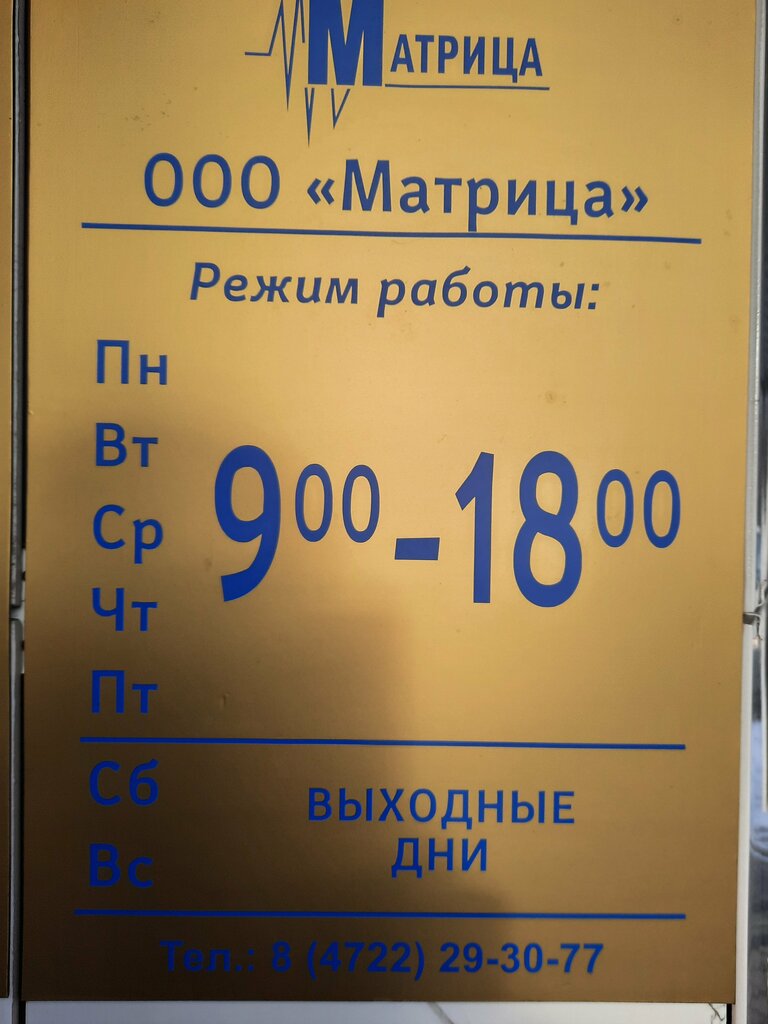 МАТРИЦА
ООО «Матрица»
Режим работы:
Пн
Вт
Ср
Чт
Пт
9⁰⁰-18⁰⁰
Сб
Вс
ВЫХОДНЫЕ
ДНИ
Тел.: 8 (4722) 29-30-77